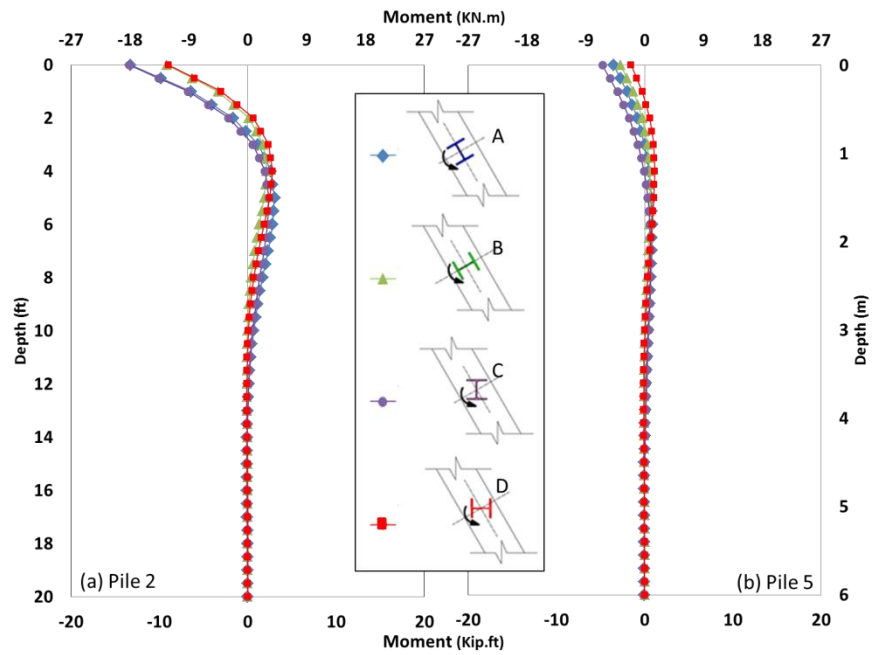 Moment (KN.m)
-27 -18 -9 0 9 18 27
-27 -18 -9 0 9 18 27
0
2
4
6
8
10
12
14
16
18
20
Depth (ft)
A
B
C
D
0
1
2
3
4
5
6
Depth (m)
(a) Pile 2
(b) Pile 5
-20 -10 0 10 20
-20 -10 0 10 20
Moment (Kip.ft)